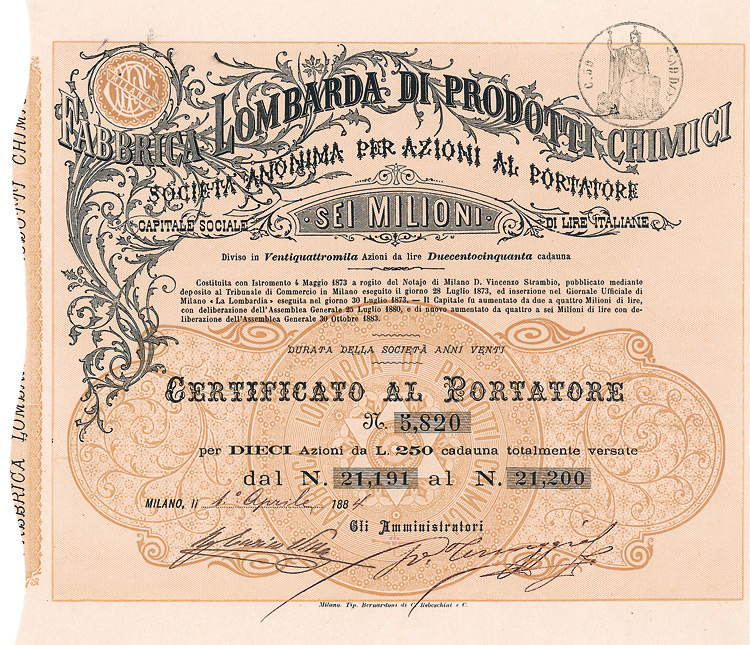 FABBRICA LOMBARDA DI PRODOTTI CHIMICI
SOCIETÀ ANONIMA PER AZIONI AL PORTATORE
CAPITALE SOCIALE · SEI MILIONI · DI LIRE ITALIANE
Diviso in Ventiquattromila Azioni da lire Duecentocinquanta cadauna
Costituita con Istromento 4 Maggio 1873 a rogito del Notajo di Milano D. Vincenzo Strambio, pubblicato mediante
deposito al Tribunale di Commercio in Milano eseguito il giorno 28 Luglio 1873, ed inserzione nel Giornale Ufficiale di
Milano « La Lombardia » eseguita nel giorno 30 Luglio 1873. — Il Capitale fu aumentato da due a quattro Milioni di lire,
con deliberazione dell'Assemblea Generale 25 Luglio 1880, e di nuovo aumentato da quattro a sei Milioni di lire con de-
liberazione dell'Assemblea Generale 30 Ottobre 1883.
DURATA DELLA SOCIETÀ ANNI VENTI
CERTIFICATO AL PORTATORE
N. 5,820
per DIECI Azioni da L. 250 cadauna totalmente versate
dal N. 21,191 al N. 21,200
MILANO, li 1° Aprile 1884
Gli Amministratori
Milano. Tip. Bernardoni di C. Rebeschini e C.